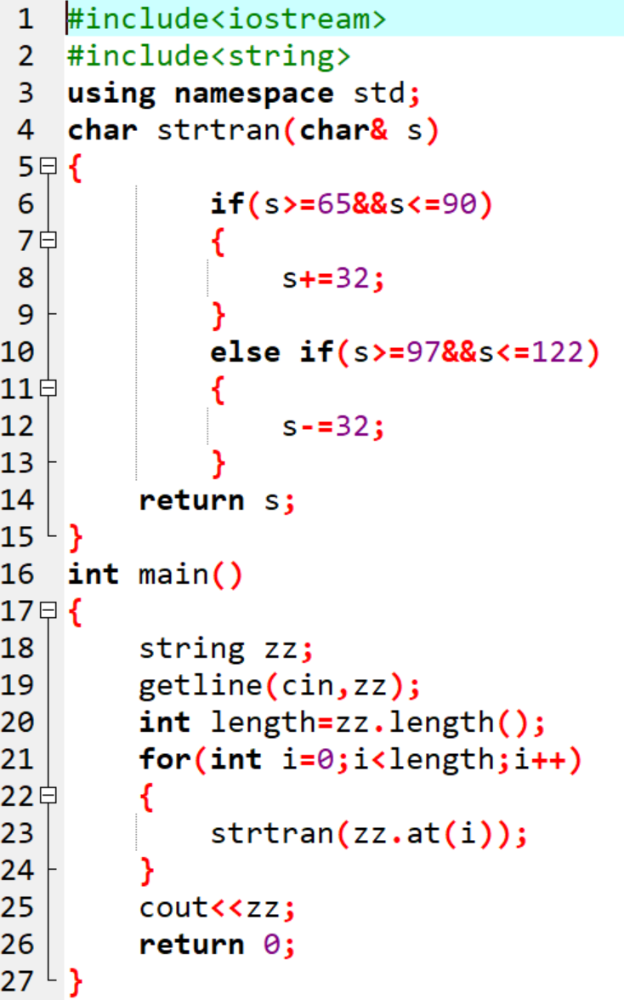 1 #include<iostream>
2 #include<string>
3 using namespace std;
4 char strtran(char& s)
5 {
6 if(s>=65&&s<=90)
7 {
8 s+=32;
9 }
10 else if(s>=97&&s<=122)
11 {
12 s-=32;
13 }
14 return s;
15 }
16 int main()
17 {
18 string zz;
19 getline(cin,zz);
20 int length=zz.length();
21 for(int i=0;i<length;i++)
22 {
23 strtran(zz.at(i));
24 }
25 cout<<zz;
26 return 0;
27 }